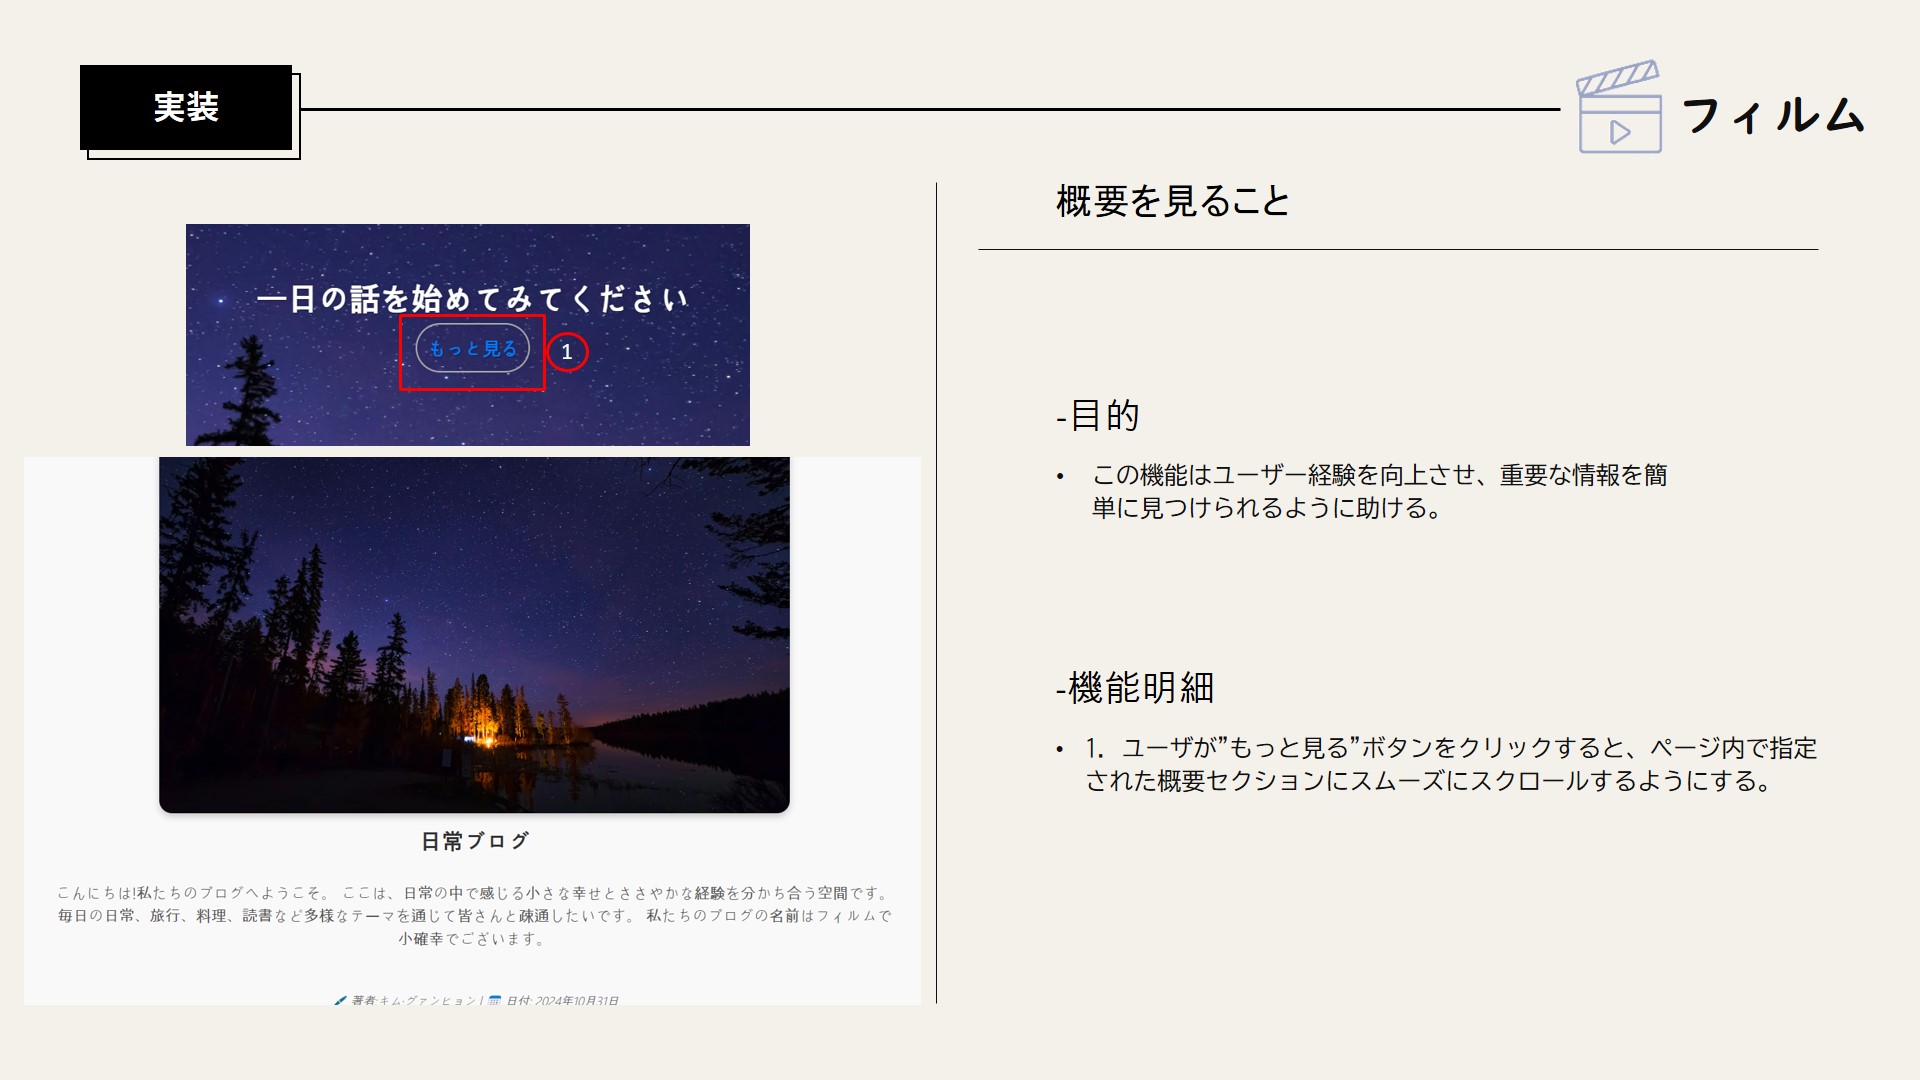 実装
フィルム
一日の話を始めてみてください
もっと見る
1
日常ブログ
こんにちは!私たちのブログへようこそ。 ここは、日常の中で感じる小さな幸せとささやかな経験を分かち合う空間です。
毎日の日常、旅行、料理、読書など多様なテーマを通じて皆さんと疎通したいです。 私たちのブログの名前はフィルムで
小確幸でございます。
著者:キム·グァンヒョン | 日付: 2024年10月31日
概要を見ること
-目的
• この機能はユーザー経験を向上させ、重要な情報を簡
単に見つけられるように助ける。
-機能明細
• 1. ユーザが”もっと見る”ボタンをクリックすると、ページ内で指定
された概要セクションにスムーズにスクロールするようにする。